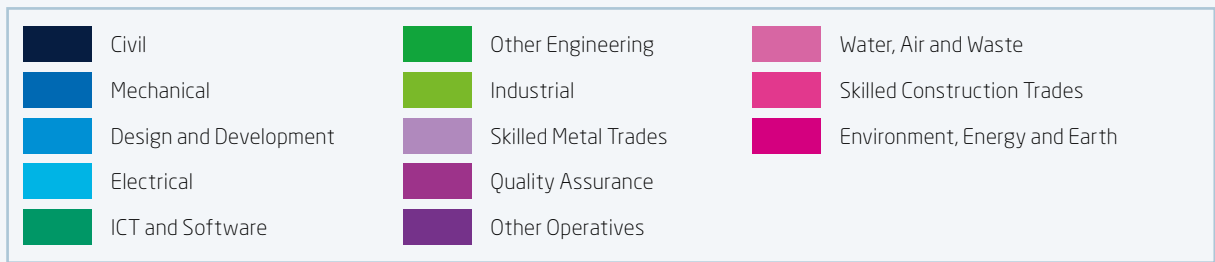 Civil
Mechanical
Design and Development
Electrical
ICT and Software
Other Engineering
Industrial
Skilled Metal Trades
Quality Assurance
Other Operatives
Water, Air and Waste
Skilled Construction Trades
Environment, Energy and Earth